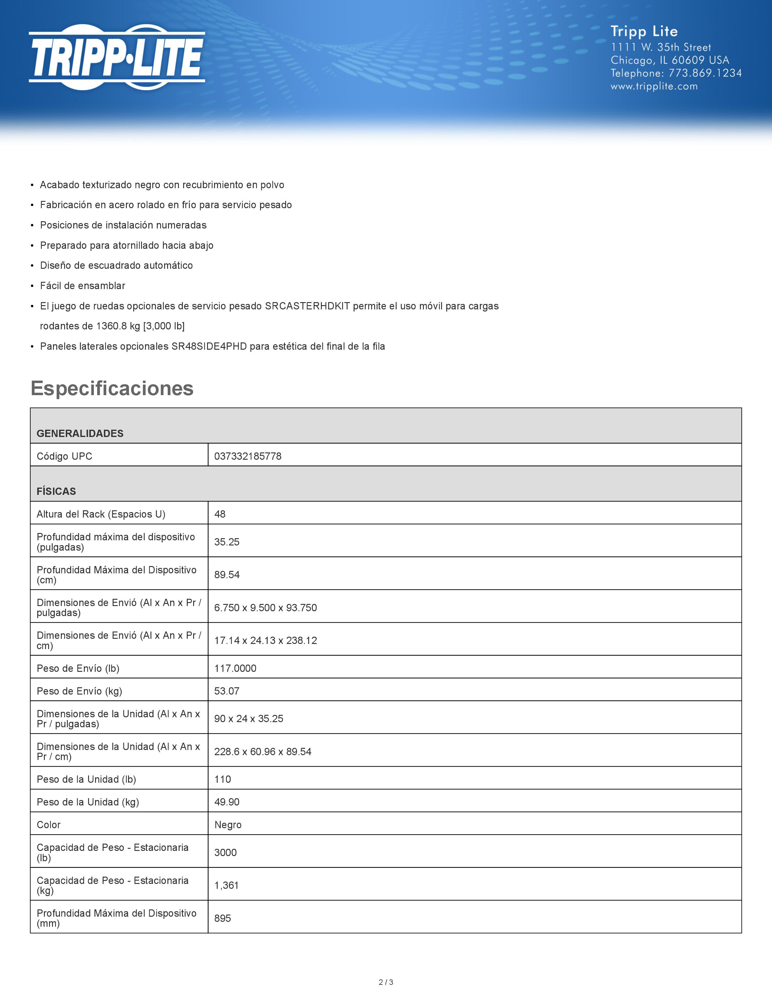 TRIPP·LITE
Tripp Lite
1111 W. 35th Street
Chicago, IL 60609 USA
Telephone: 773.869.1234
www.tripplite.com
• Acabado texturizado negro con recubrimiento en polvo
• Fabricación en acero rolado en frío para servicio pesado
• Posiciones de instalación numeradas
• Preparado para atornillado hacia abajo
• Diseño de escuadrado automático
• Fácil de ensamblar
• El juego de ruedas opcionales de servicio pesado SRCASTERHDKIT permite el uso móvil para cargas
rodantes de 1360.8 kg [3,000 lb]
• Paneles laterales opcionales SR48SIDE4PHD para estética del final de la fila
Especificaciones
GENERALIDADES
Código UPC
037332185778
FÍSICAS
Altura del Rack (Espacios U)
48
Profundidad máxima del dispositivo
(pulgadas)
35.25
Profundidad Máxima del Dispositivo
(cm)
89.54
Dimensiones de Envió (Al x An x Pr /
pulgadas)
6.750 x 9.500 x 93.750
Dimensiones de Envió (Al x An x Pr /
cm)
17.14 x 24.13 x 238.12
Peso de Envío (lb)
117.0000
Peso de Envío (kg)
53.07
Dimensiones de la Unidad (Al x An x
Pr / pulgadas)
90 x 24 x 35.25
Dimensiones de la Unidad (Al x An x
Pr / cm)
228.6 x 60.96 x 89.54
Peso de la Unidad (lb)
110
Peso de la Unidad (kg)
49.90
Color
Negro
Capacidad de Peso - Estacionaria
(lb)
3000
Capacidad de Peso - Estacionaria
(kg)
1,361
Profundidad Máxima del Dispositivo
(mm)
895
2 / 3